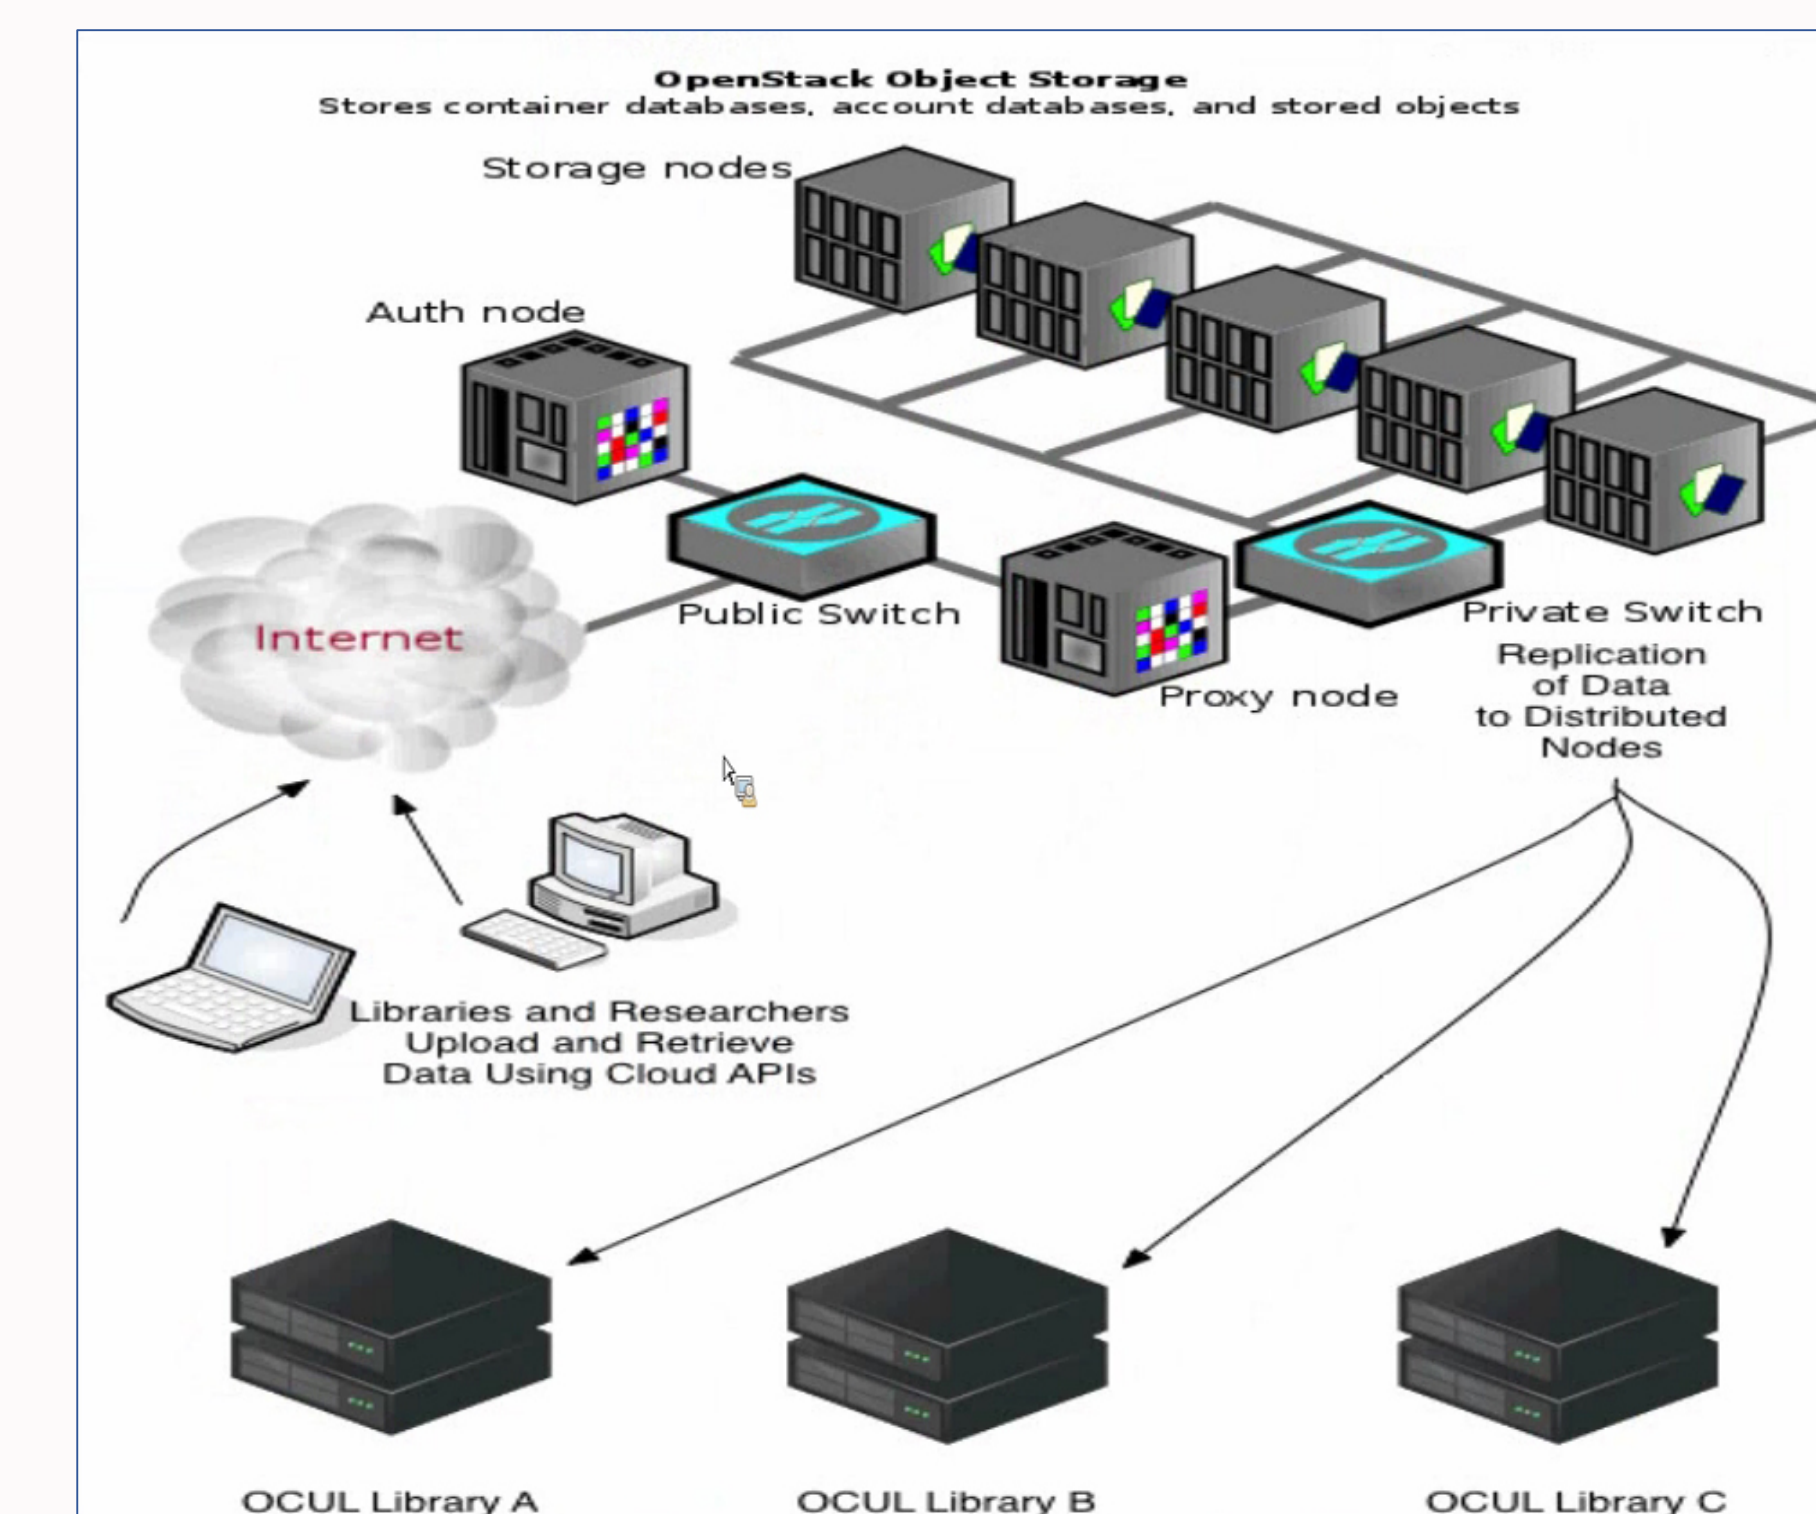 OpenStack Object Storage
Stores container databases, account databases, and stored objects
Storage nodes
Auth node
Internet
Public Switch
Proxy node
Private Switch
Replication
of Data
to Distributed
Nodes
Libraries and Researchers
Upload and Retrieve
Data Using Cloud APIs
OCUL Library A
OCUL Library B
OCUL Library C